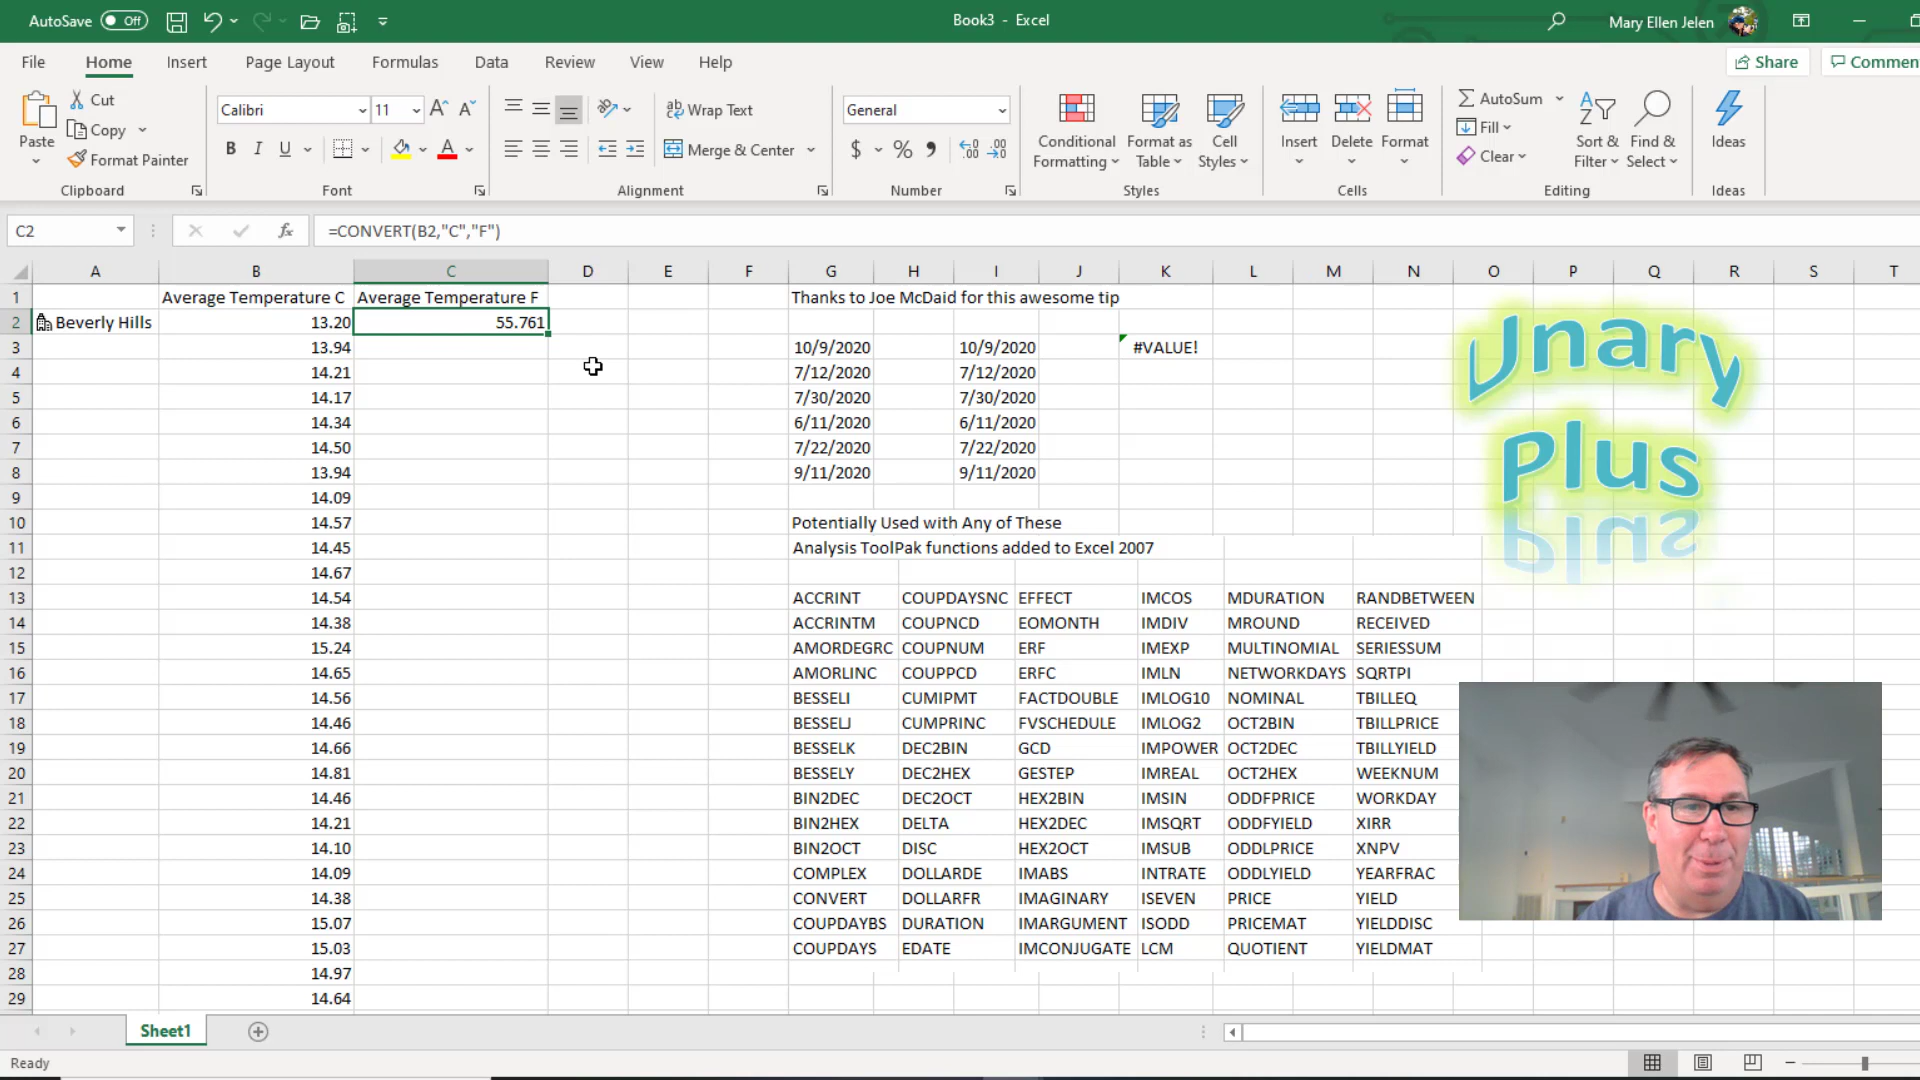 AutoSave Off Book3 - Excel Mary Ellen Jelen
File Home Insert Page Layout Formulas Data Review View Help Share Commen
Cut Calibri 11 Wrap Text General AutoSum
Paste Copy Conditional Formatting Format as Table Cell Styles Insert Delete Format Fill Sort & Filter Find & Select Ideas
Format Painter B I U Merge & Center $ % Clear
Clipboard Font Alignment Number Styles Cells Editing Ideas
C2 fx =CONVERT(B2,"C","F")
A B C D E F G H I J K L M N O P Q R S T
1 Average Temperature C Average Temperature F Thanks to Joe McDaid for this awesome tip
2 Beverly Hills 13.20 55.761
3 13.94 10/9/2020 10/9/2020 #VALUE!
4 14.21 7/12/2020 7/12/2020
5 14.17 7/30/2020 7/30/2020
6 14.34 6/11/2020 6/11/2020
7 14.50 7/22/2020 7/22/2020
8 13.94 9/11/2020 9/11/2020
9 14.09
10 14.57 Potentially Used with Any of These
11 14.45 Analysis ToolPak functions added to Excel 2007
12 14.67
13 14.54 ACCRINT COUPDAYSNC EFFECT IMCOS MDURATION RANDBETWEEN
14 14.38 ACCRINTM COUPNCD EOMONTH IMDIV MROUND RECEIVED
15 15.24 AMORDEGRC COUPNUM ERF IMEXP MULTINOMIAL SERIESSUM
16 14.65 AMORLINC COUPPCD ERFC IMLN NETWORKDAYS SQRTPI
17 14.56 BESSELI CUMIPMT FACTDOUBLE IMLOG10 NOMINAL TBILLEQ
18 14.46 BESSELJ CUMPRINC FVSCHEDULE IMLOG2 OCT2BIN TBILLPRICE
19 14.66 BESSELK DEC2BIN GCD IMPOWER OCT2DEC TBILLYIELD
20 14.81 BESSELY DEC2HEX GESTEP IMREAL OCT2HEX WEEKNUM
21 14.46 BIN2DEC DEC2OCT HEX2BIN IMSIN ODDFPRICE WORKDAY
22 14.21 BIN2HEX DELTA HEX2DEC IMSQRT ODDFYIELD XIRR
23 14.10 BIN2OCT DISC HEX2OCT IMSUB ODDLPRICE XNPV
24 14.09 COMPLEX DOLLARDE IMABS INTRATE ODDLYIELD YEARFRAC
25 14.38 CONVERT DOLLARFR IMAGINARY ISEVEN PRICE YIELD
26 15.07 COUPDAYBS DURATION IMARGUMENT ISODD PRICEMAT YIELDDISC
27 15.03 COUPDAYS EDATE IMCONJUGATE LCM QUOTIENT YIELDMAT
28 14.97
29 14.64
Unary
Plus
Sheet1
Ready